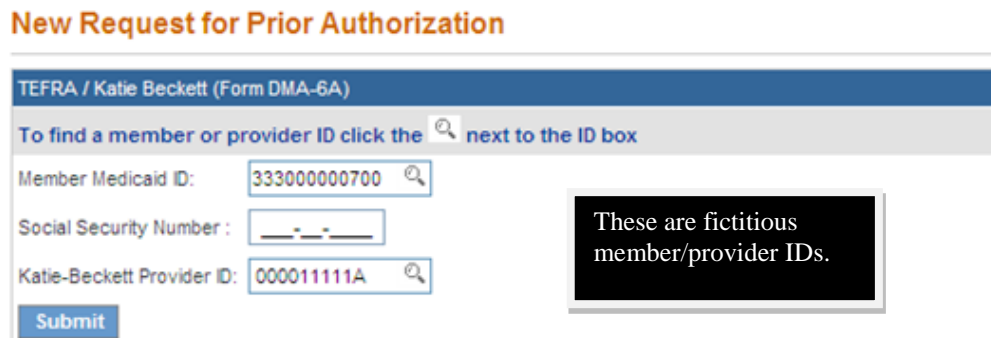 New Request for Prior Authorization
TEFRA / Katie Beckett (Form DMA-6A)
To find a member or provider ID click the next to the ID box
Member Medicaid ID: 333000000700
Social Security Number : ___-__-____
Katie-Beckett Provider ID: 000011111A
Submit
These are fictitious
member/provider IDs.